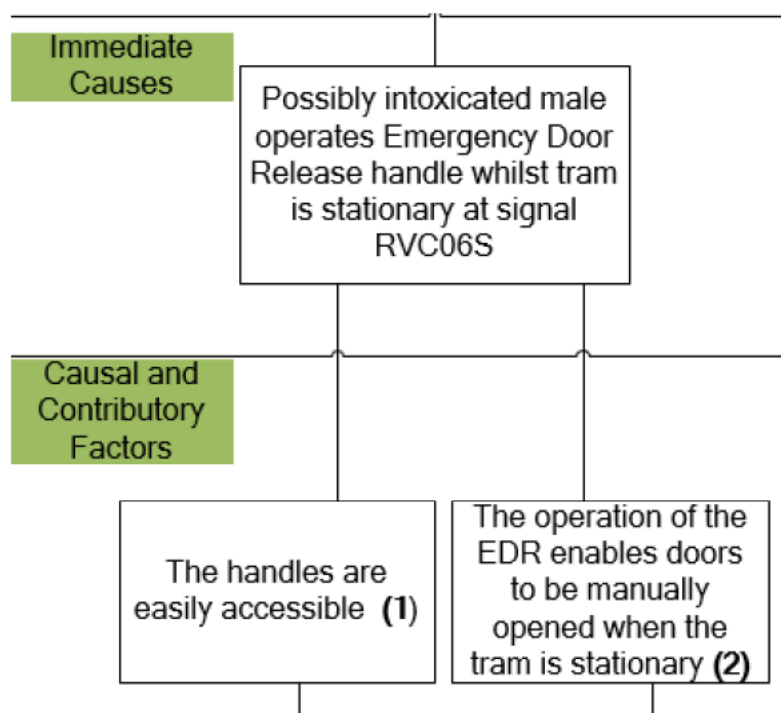 Immediate
Causes
Possibly intoxicated male
operates Emergency Door
Release handle whilst tram
is stationary at signal
RVC06S
Causal and
Contributory
Factors
The handles are
easily accessible (1)
The operation of the
EDR enables doors
to be manually
opened when the
tram is stationary (2)